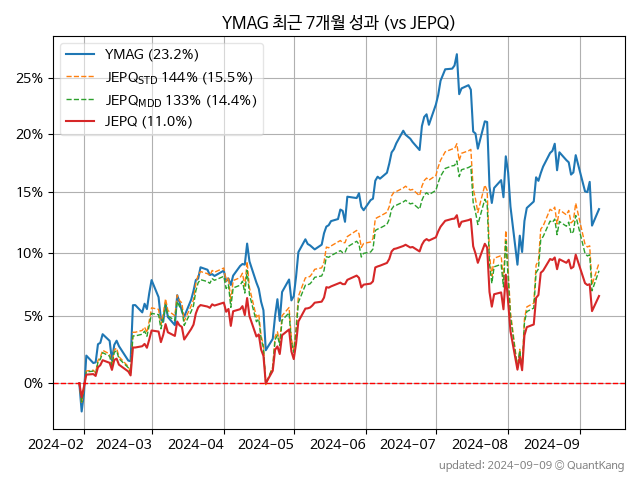 YMAG 최근 7개월 성과 (vs JEPQ)
YMAG (23.2%)
JEPQSTD 144% (15.5%)
JEPQMDD 133% (14.4%)
JEPQ (11.0%)
25%
20%
15%
10%
5%
0%
2024-02 2024-03 2024-04 2024-05 2024-06 2024-07 2024-08 2024-09
updated: 2024-09-09 © QuantKang